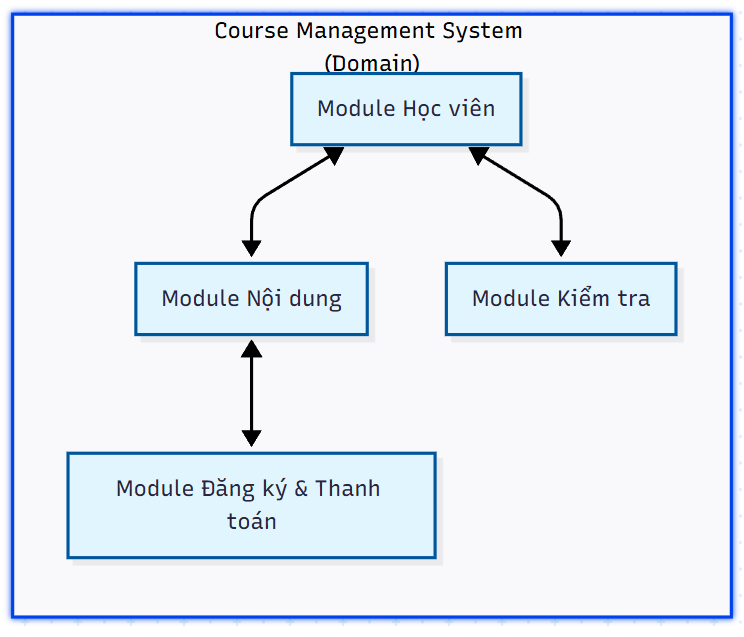 Course Management System
(Domain)
Module Học viên
Module Nội dung
Module Kiểm tra
Module Đăng ký & Thanh
toán